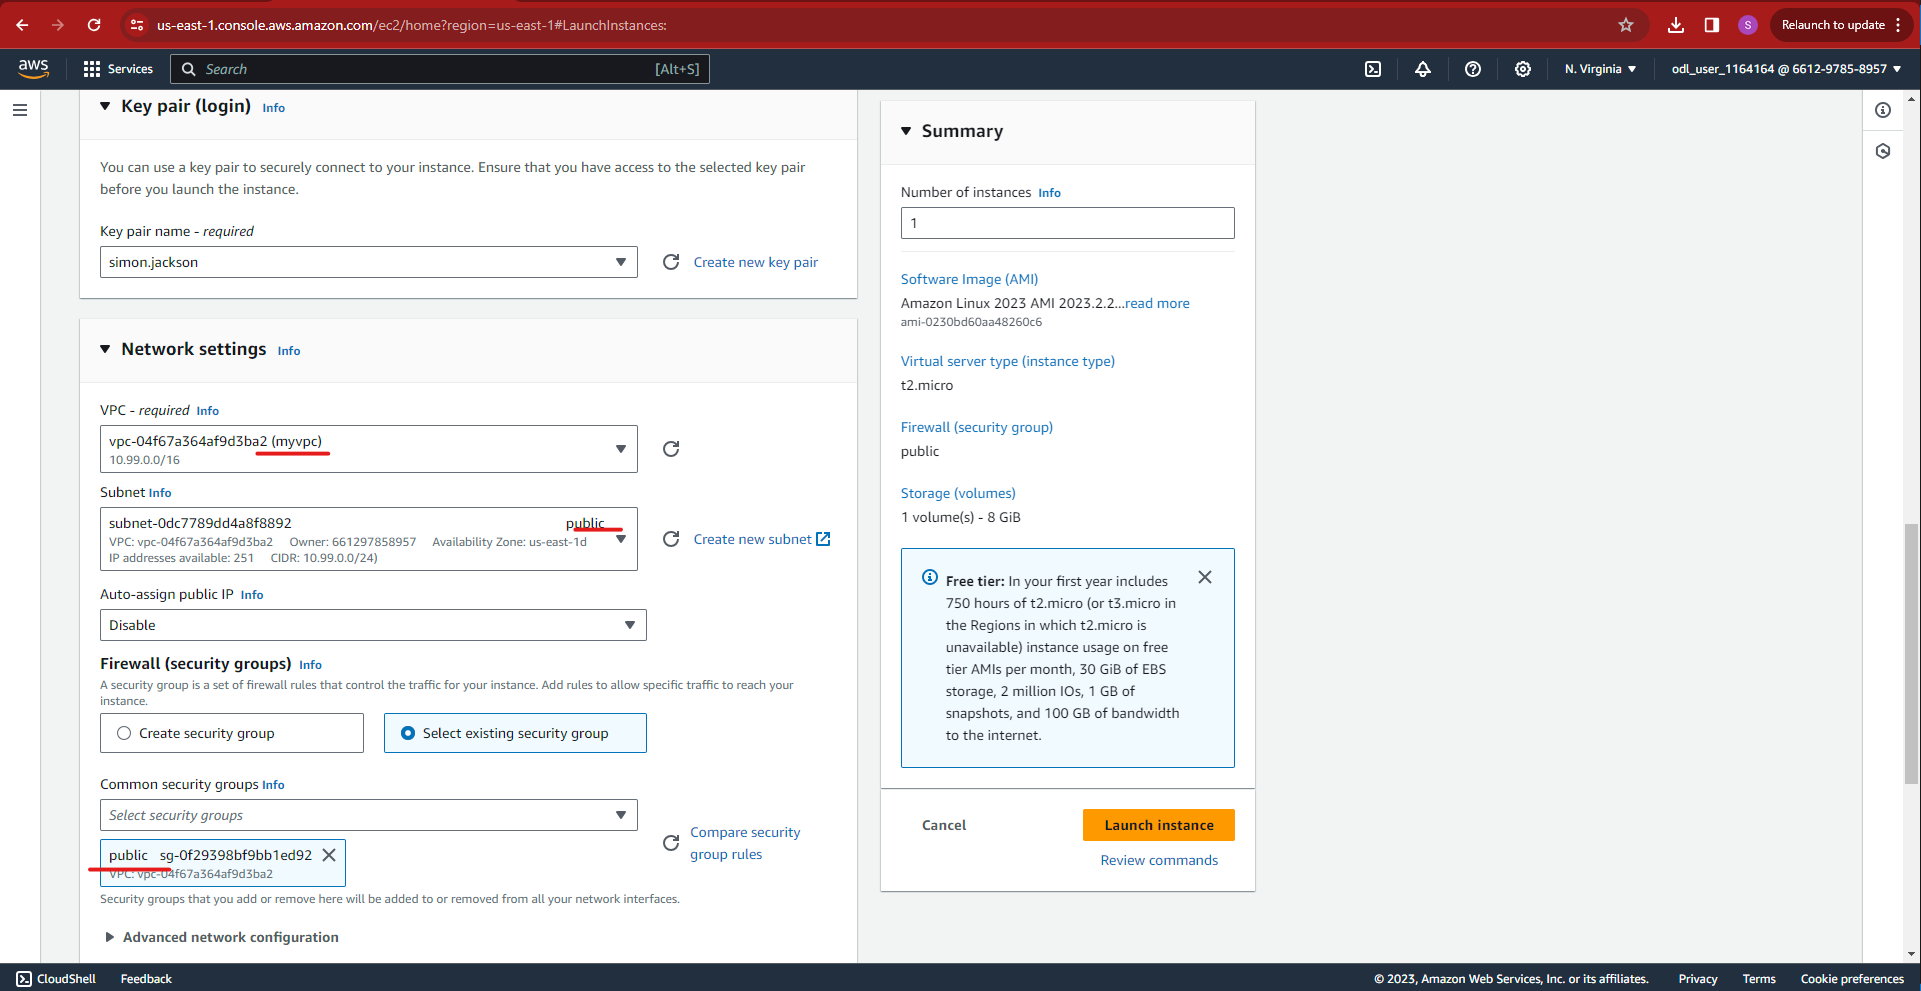 us-east-1.console.aws.amazon.com/ec2/home?region=us-east-1#LaunchInstances:
S
Relaunch to update
aws
Services
Search
[Alt+S]
N. Virginia
odl_user_1164164 @ 6612-9785-8957
Key pair (login) Info
You can use a key pair to securely connect to your instance. Ensure that you have access to the selected key pair
before you launch the instance.
Key pair name - required
simon.jackson
Create new key pair
Network settings Info
VPC - required Info
vpc-04f67a364af9d3ba2 (myvpc)
10.99.0.0/16
Subnet Info
subnet-0dc7789dd4a8f8892 public
VPC: vpc-04f67a364af9d3ba2 Owner: 661297858957 Availability Zone: us-east-1d
IP addresses available: 251 CIDR: 10.99.0.0/24)
Create new subnet
Auto-assign public IP Info
Disable
Firewall (security groups) Info
A security group is a set of firewall rules that control the traffic for your instance. Add rules to allow specific traffic to reach your
instance.
Create security group
Select existing security group
Common security groups Info
Select security groups
public sg-0f29398bf9bb1ed92
VPC: vpc-04f67a364af9d3ba2
Compare security
group rules
Security groups that you add or remove here will be added to or removed from all your network interfaces.
Advanced network configuration
Summary
Number of instances Info
1
Software Image (AMI)
Amazon Linux 2023 AMI 2023.2.2...read more
ami-0230bd60aa48260c6
Virtual server type (instance type)
t2.micro
Firewall (security group)
public
Storage (volumes)
1 volume(s) - 8 GiB
Free tier: In your first year includes
750 hours of t2.micro (or t3.micro in
the Regions in which t2.micro is
unavailable) instance usage on free
tier AMIs per month, 30 GiB of EBS
storage, 2 million IOs, 1 GB of
snapshots, and 100 GB of bandwidth
to the internet.
Cancel
Launch instance
Review commands
CloudShell
Feedback
© 2023, Amazon Web Services, Inc. or its affiliates.
Privacy
Terms
Cookie preferences